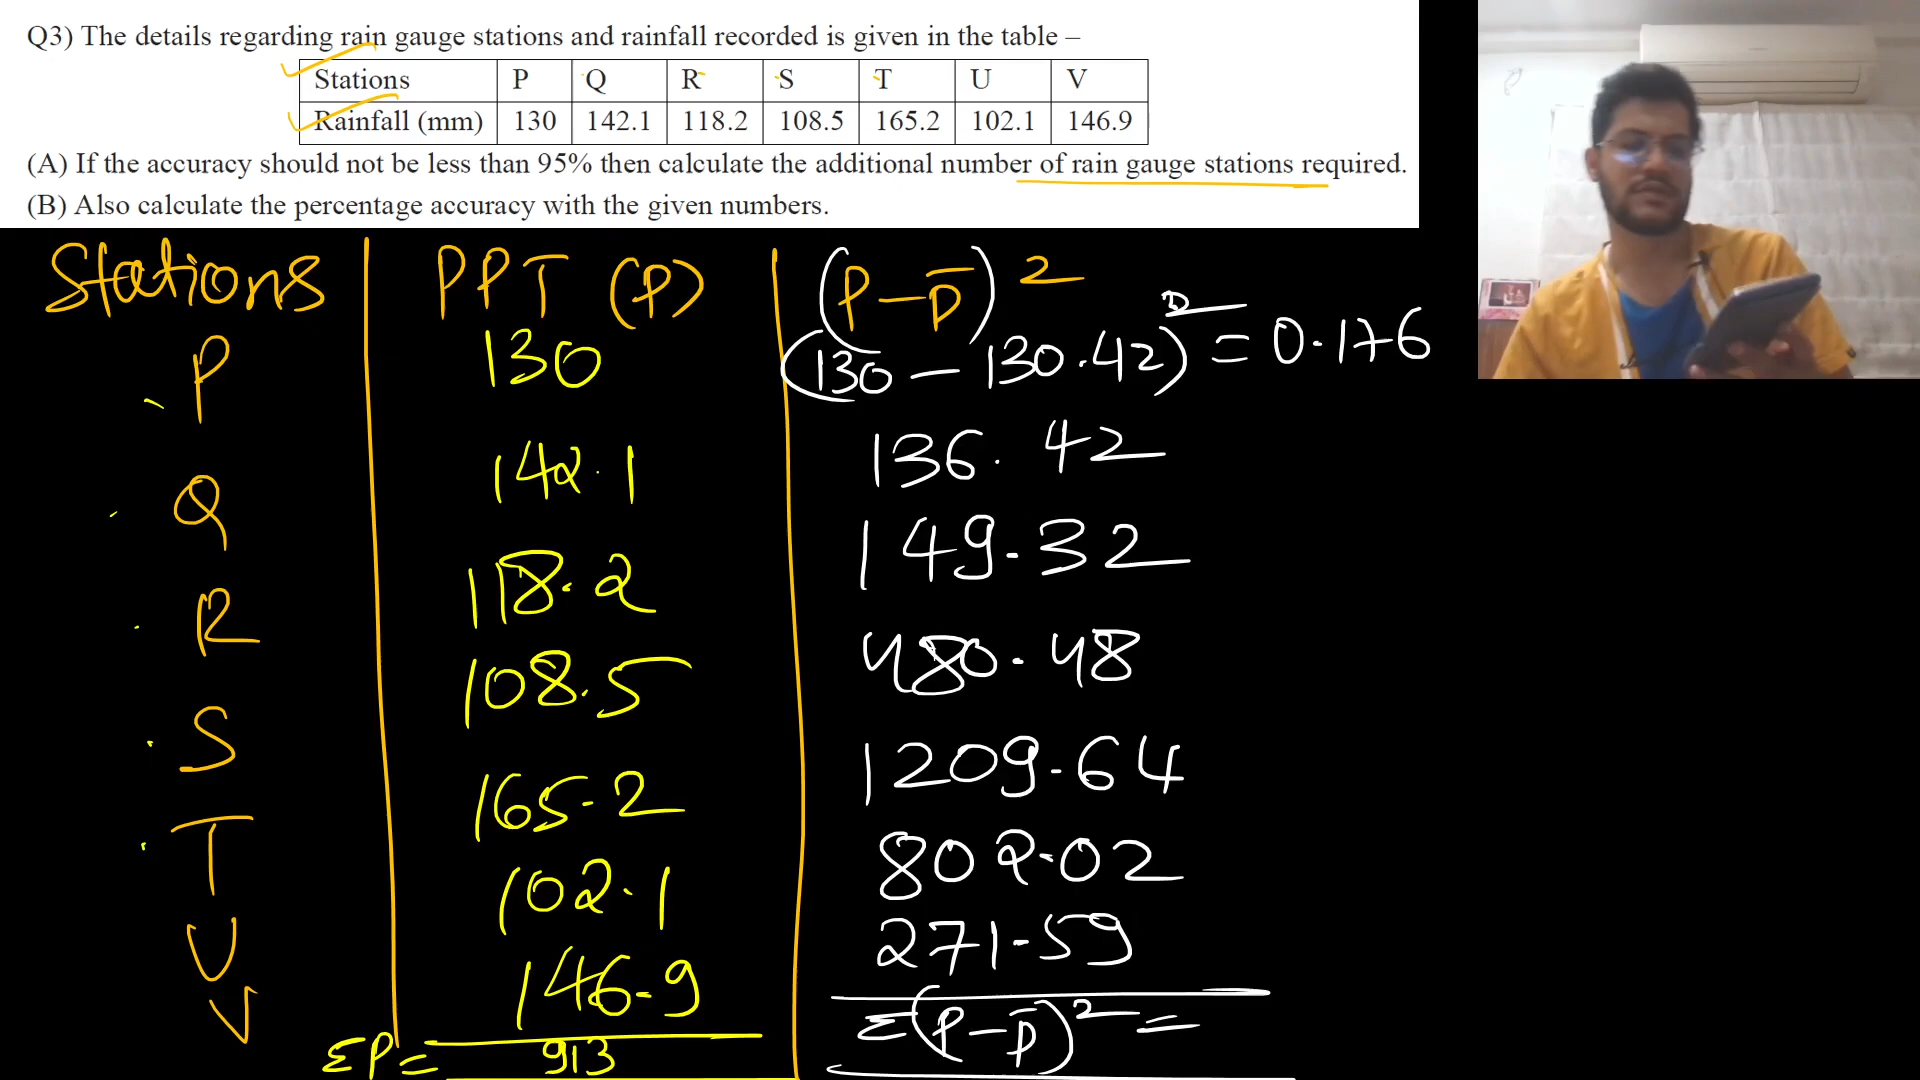 Q3) The details regarding rain gauge stations and rainfall recorded is given in the table –
Stations P Q R S T U V
Rainfall (mm) 130 142.1 118.2 108.5 165.2 102.1 146.9
(A) If the accuracy should not be less than 95% then calculate the additional number of rain gauge stations required.
(B) Also calculate the percentage accuracy with the given numbers.
Stations PPT (P) (P-P̅)²
P 130 (130 - 130.42)² = 0.176
Q 142.1 136.42
R 118.2 149.32
S 108.5 480.48
T 165.2 1209.64
U 102.1 802.02
V 146.9 271.59
ΣP = 913 Σ(P-P̅)² =